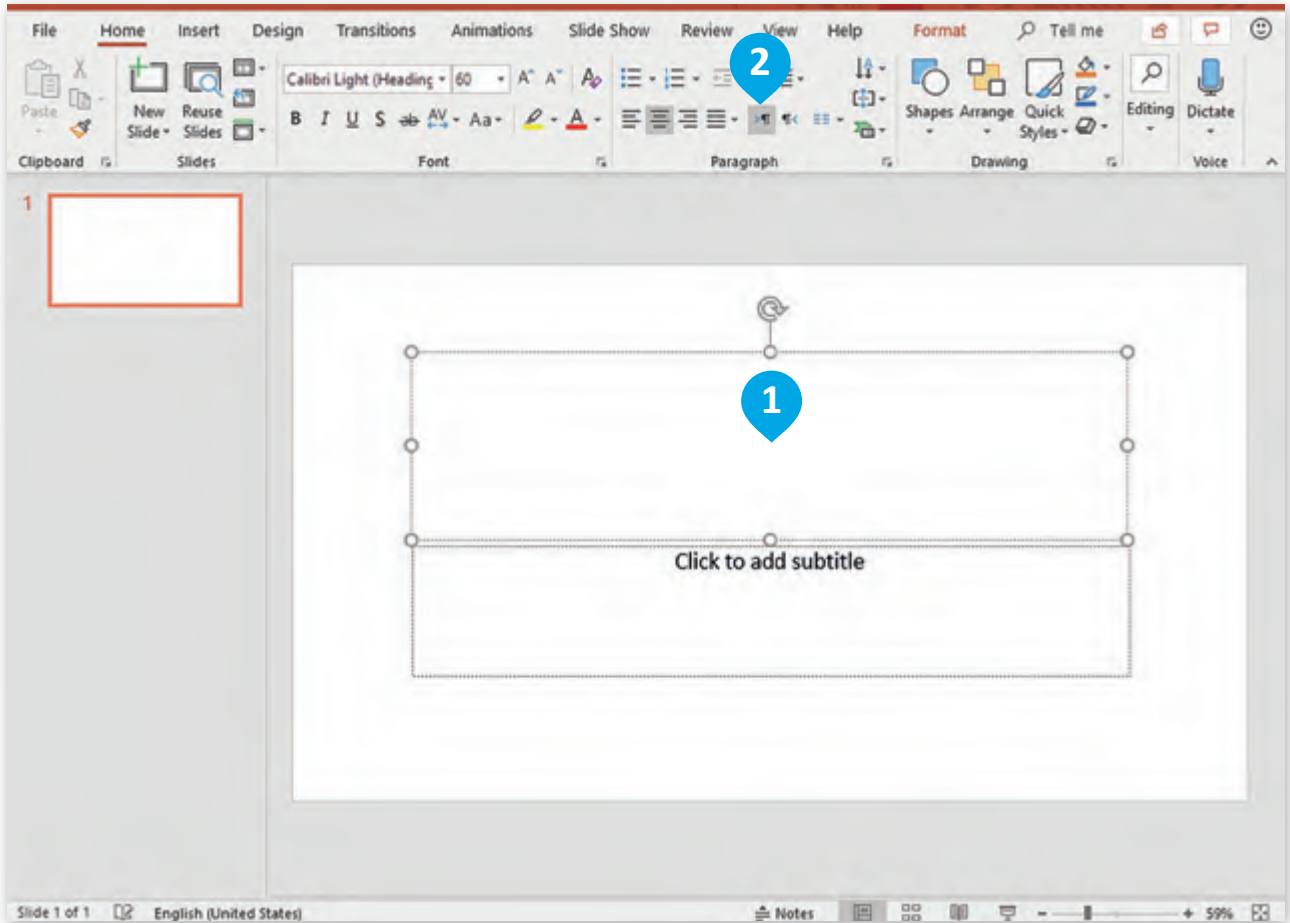 File Home Insert Design Transitions Animations Slide Show Review View Help Format Tell me
Calibri Light (Heading 60 A^ A˅ A
Paste New Slide Reuse Slides B I U S ab AV Aa A Shapes Arrange Quick Styles Editing Dictate
Clipboard Slides Font Paragraph Drawing Voice
2
1
1
Click to add subtitle
Slide 1 of 1 English (United States) Notes 59%